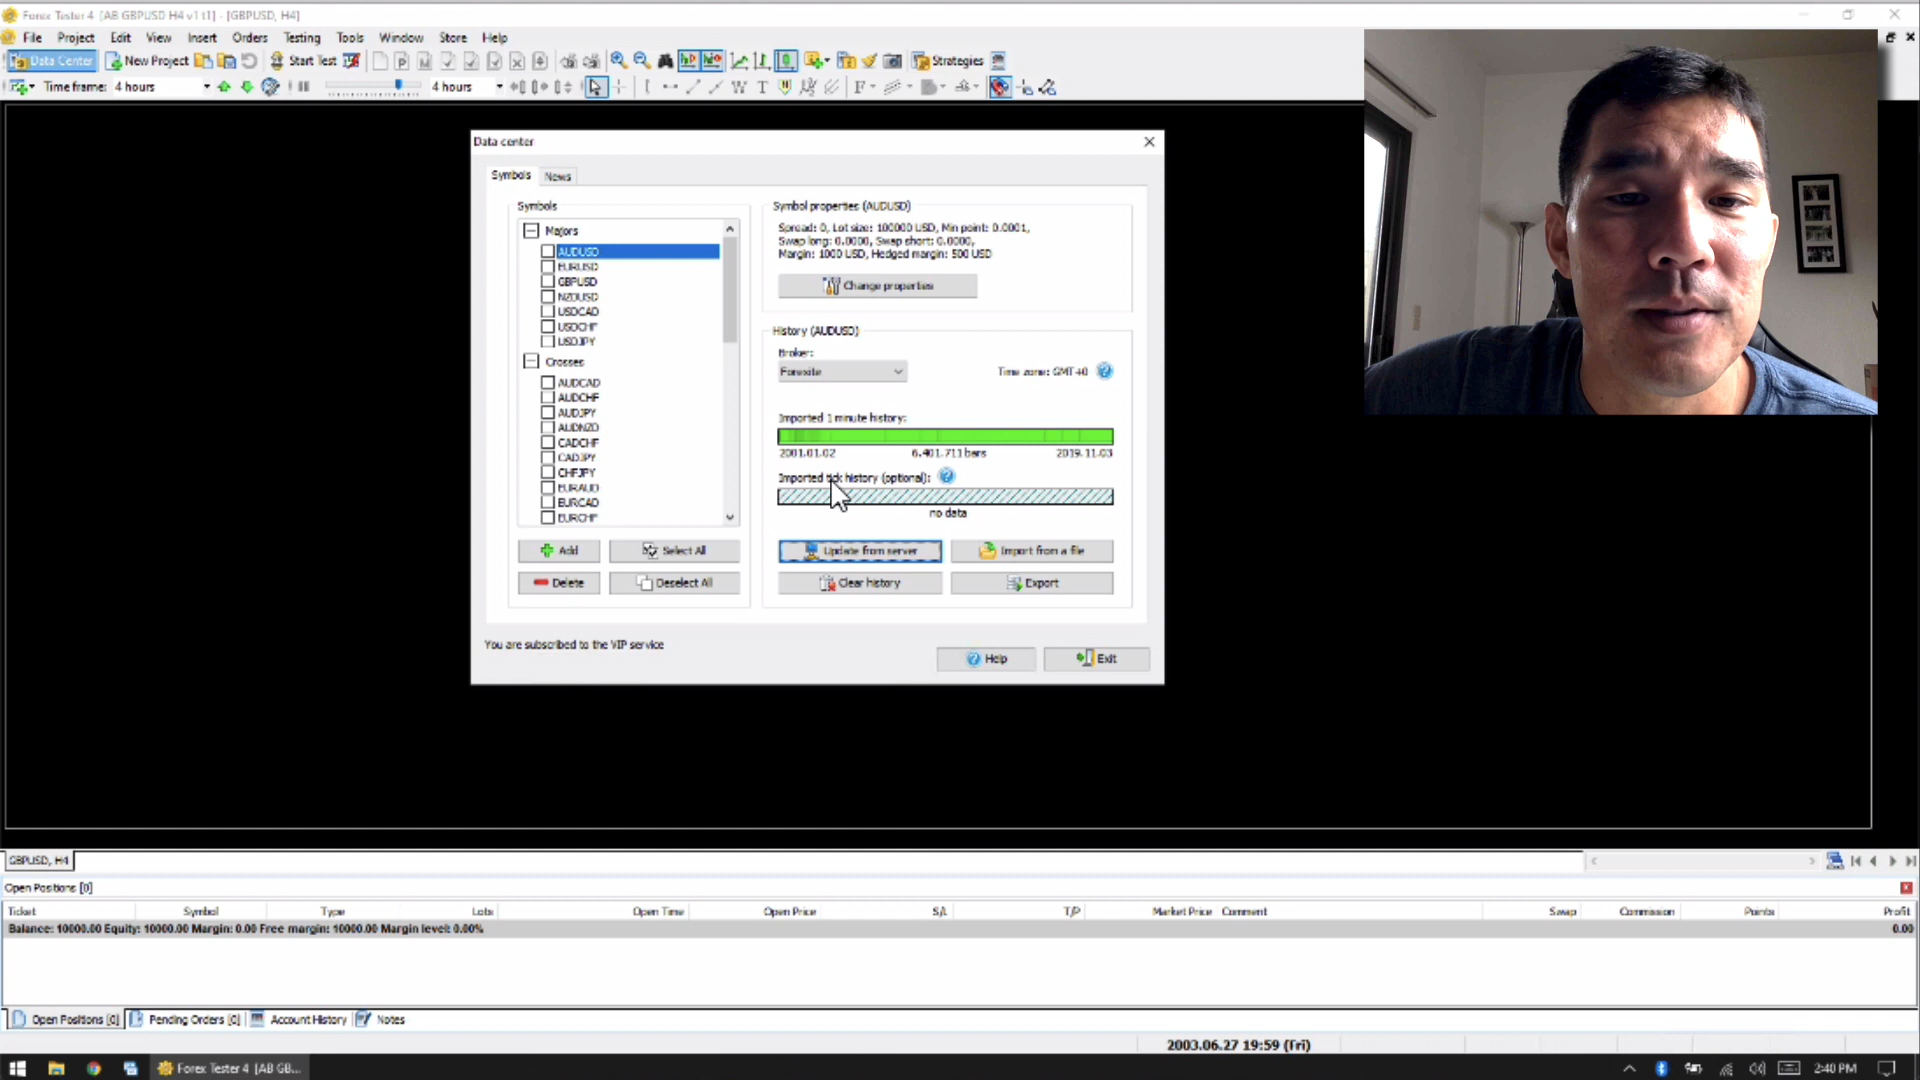 Forex Tester 4 [AB GBPUSD H4 v1 t1] - [GBPUSD, H4]
File Project Edit View Insert Orders Testing Tools Window Store Help
Data Center New Project Start Test Strategies
Time frame: 4 hours 4 hours
Data center
Symbols News
Symbols
Majors
AUDUSD
EURUSD
GBPUSD
NZDUSD
USDCAD
USDCHF
USDJPY
Crosses
AUDCAD
AUDCHF
AUDJPY
AUDNZD
CADCHF
CADJPY
CHFJPY
EURAUD
EURCAD
EURCHF
Add Select All
Delete Deselect All
Symbol properties (AUDUSD)
Spread: 0, Lot size: 100000 USD, Min point: 0.0001,
Swap long: 0.0000, Swap short: 0.0000,
Margin: 1000 USD, Hedged margin: 500 USD
Change properties
History (AUDUSD)
Broker:
Forexite Time zone: GMT+0
Imported 1 minute history:
2001.01.02 6.401.711 bars 2019.11.03
Imported tick history (optional):
no data
Update from server Import from a file
Clear history Export
You are subscribed to the VIP service
Help Exit
GBPUSD, H4
Open Positions [0]
Ticket Symbol Type Lots Open Time Open Price S/L T/P Market Price Comment Swap Commission Points Profit
Balance: 10000.00 Equity: 10000.00 Margin: 0.00 Free margin: 10000.00 Margin level: 0.00% 0.00
Open Positions [0] Pending Orders [0] Account History Notes
2003.06.27 19:59 (Fri)
Forex Tester 4 [AB GB... 2:40 PM